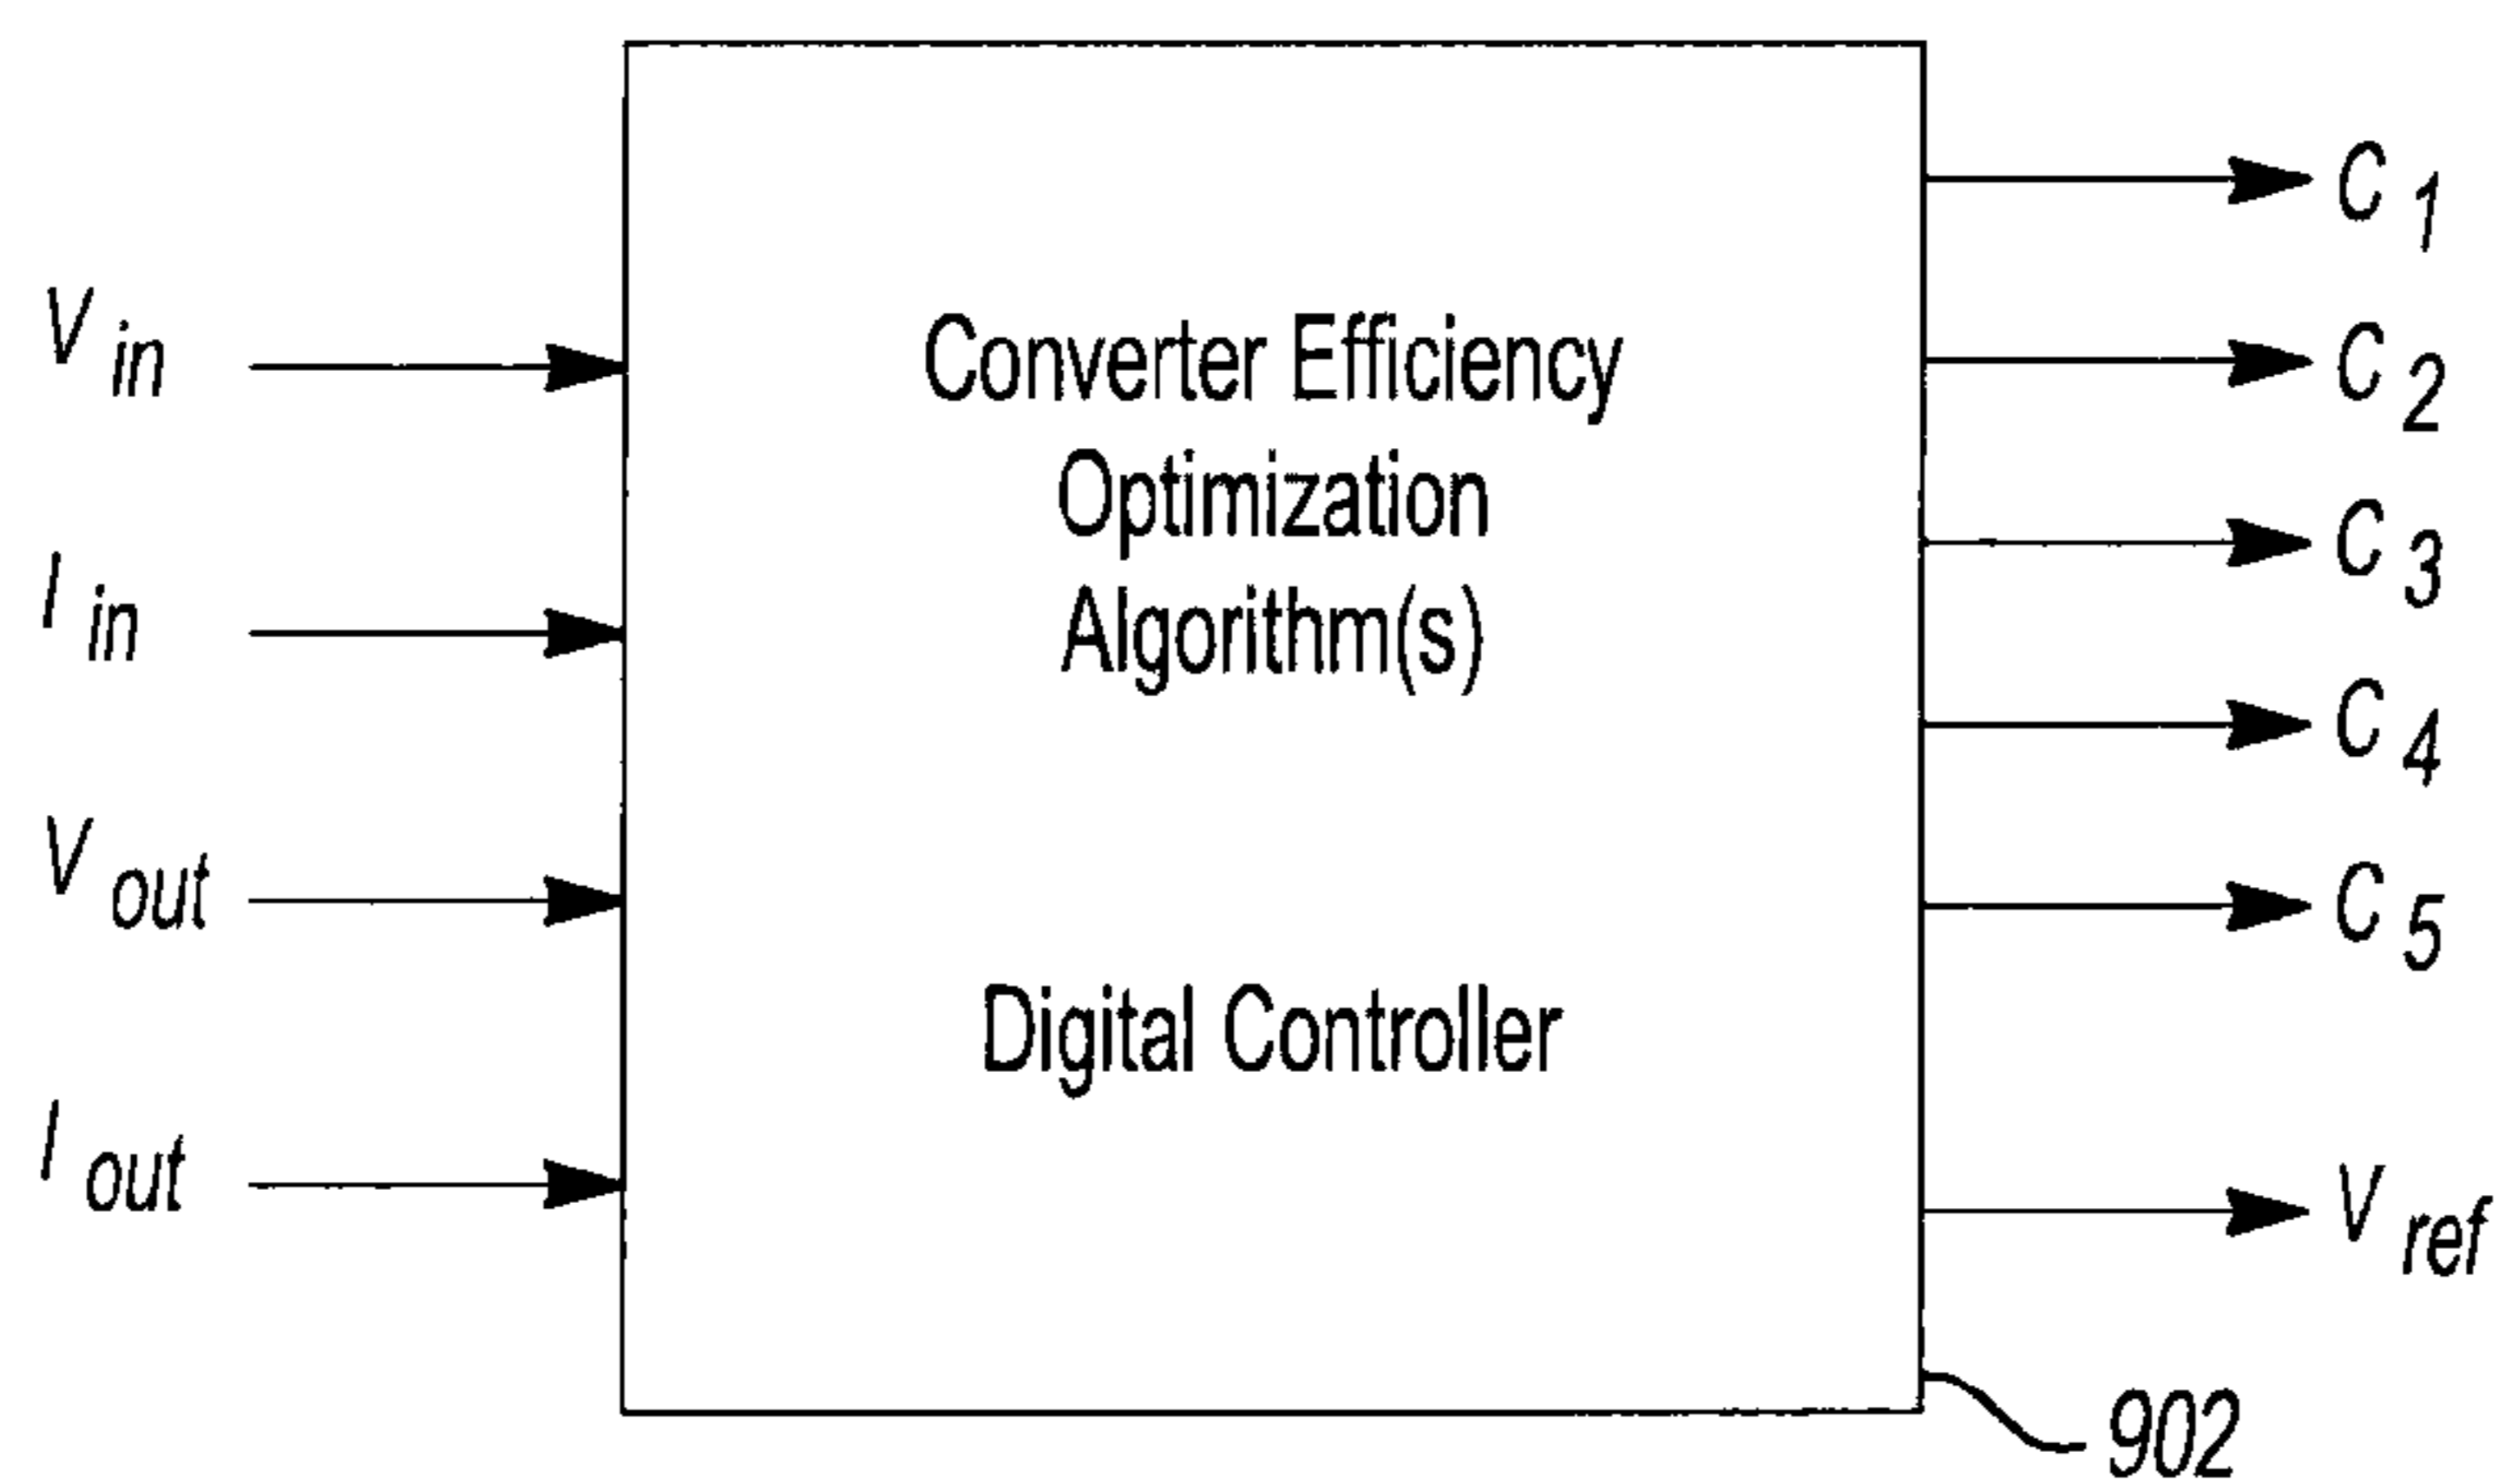 V in
I in
V out
I out
Converter Efficiency
Optimization
Algorithm(s)
Digital Controller
C 1
C 2
C 3
C 4
C 5
V ref
902